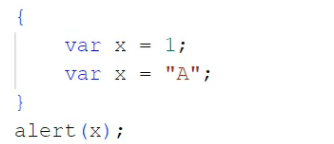 {
    var x = 1;
    var x = "A";
}
alert(x);